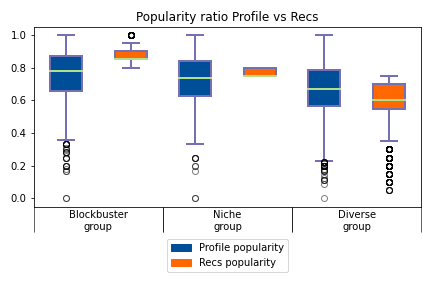 Popularity ratio Profile vs Recs
1.0
0.8
0.6
0.4
0.2
0.0
Blockbuster
group
Niche
group
Diverse
group
Profile popularity
Recs popularity